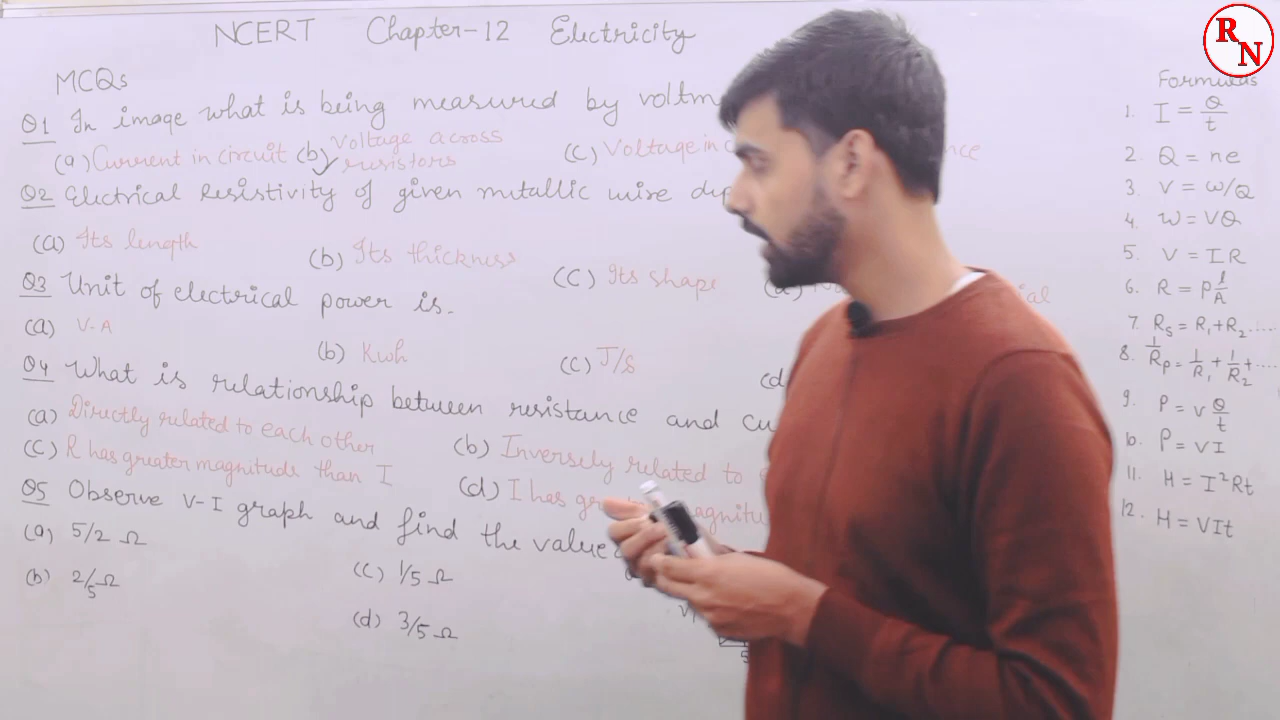 NCERT Chapter-12 Electricity
MCQs
Q1 In image what is being measured by voltm
(a) Current in circuit (b) Voltage across resistors (C) Voltage in c nce
Q2 Electrical Resistivity of given metallic wire dep
(a) Its length (b) Its thickness (C) Its shape (d) ial
Q3 Unit of electrical power is.
(a) V-A (b) Kwh (C) J/s (d
Q4 What is relationship between resistance and cu
(a) Directly related to each other (b) Inversely related to
(C) R has greater magnitude than I (d) I has gr magnitu
Q5 Observe V-I graph and find the value
(a) 5/2 Ω (C) 1/5 Ω
(b) 2/5 Ω (d) 3/5 Ω
V
5
R N
Formulas
1. I = Q/t
2. Q = ne
3. V = w/Q
4. w = VQ
5. V = IR
6. R = ρ l/A
7. Rs = R1+R2.....
8. 1/Rp = 1/R1 + 1/R2 + ....
9. P = V Q/t
10. P = VI
11. H = I²Rt
12. H = VIt